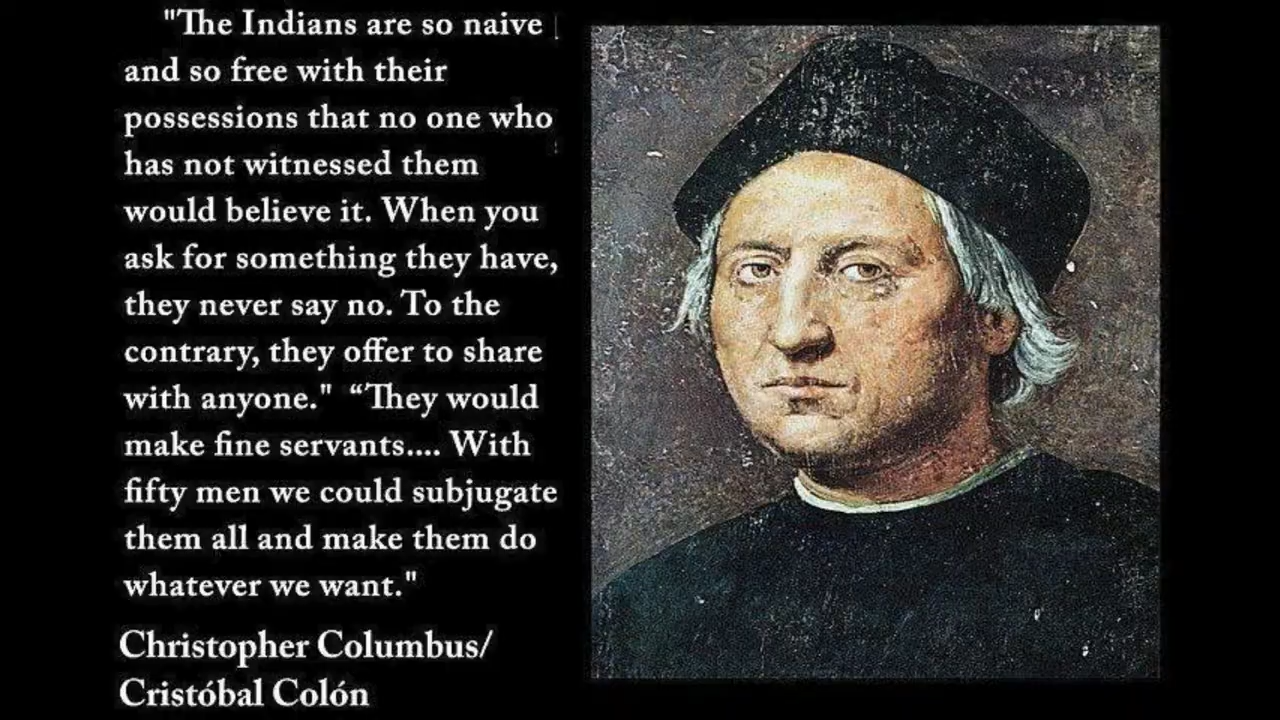 "The Indians are so naive
and so free with their
possessions that no one who
has not witnessed them
would believe it. When you
ask for something they have,
they never say no. To the
contrary, they offer to share
with anyone." “They would
make fine servants.... With
fifty men we could subjugate
them all and make them do
whatever we want."
Christopher Columbus/
Cristóbal Colón